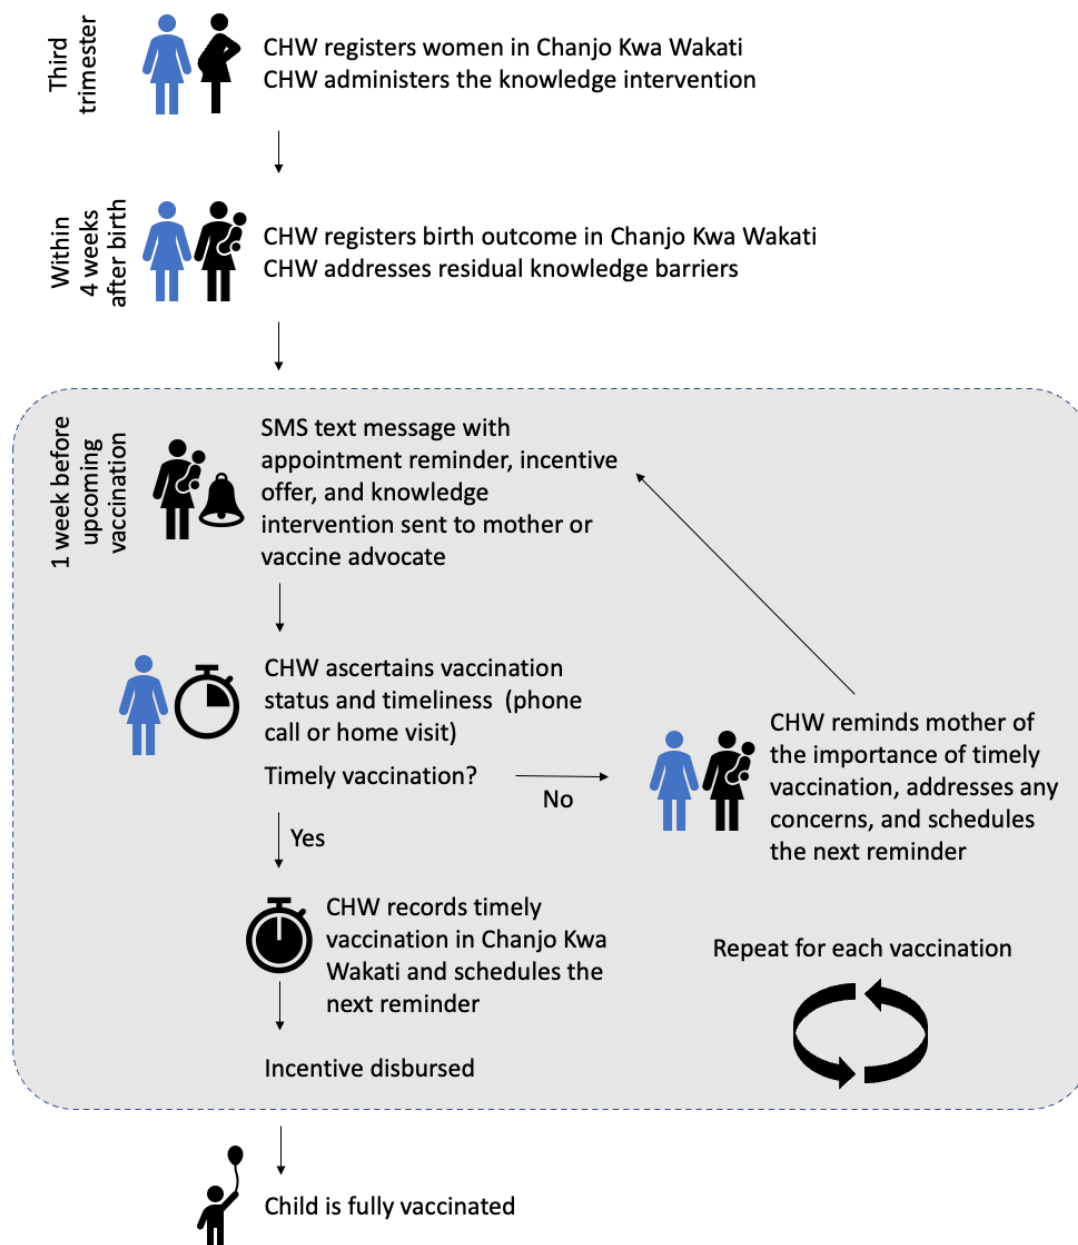 Third
trimester
CHW registers women in Chanjo Kwa Wakati
CHW administers the knowledge intervention
Within
4 weeks
after birth
CHW registers birth outcome in Chanjo Kwa Wakati
CHW addresses residual knowledge barriers
1 week before
upcoming
vaccination
SMS text message with
appointment reminder, incentive
offer, and knowledge
intervention sent to mother or
vaccine advocate
CHW ascertains vaccination
status and timeliness (phone
call or home visit)
Timely vaccination?
No
CHW reminds mother of
the importance of timely
vaccination, addresses any
concerns, and schedules
the next reminder
Yes
CHW records timely
vaccination in Chanjo Kwa
Wakati and schedules the
next reminder
Repeat for each vaccination
Incentive disbursed
Child is fully vaccinated